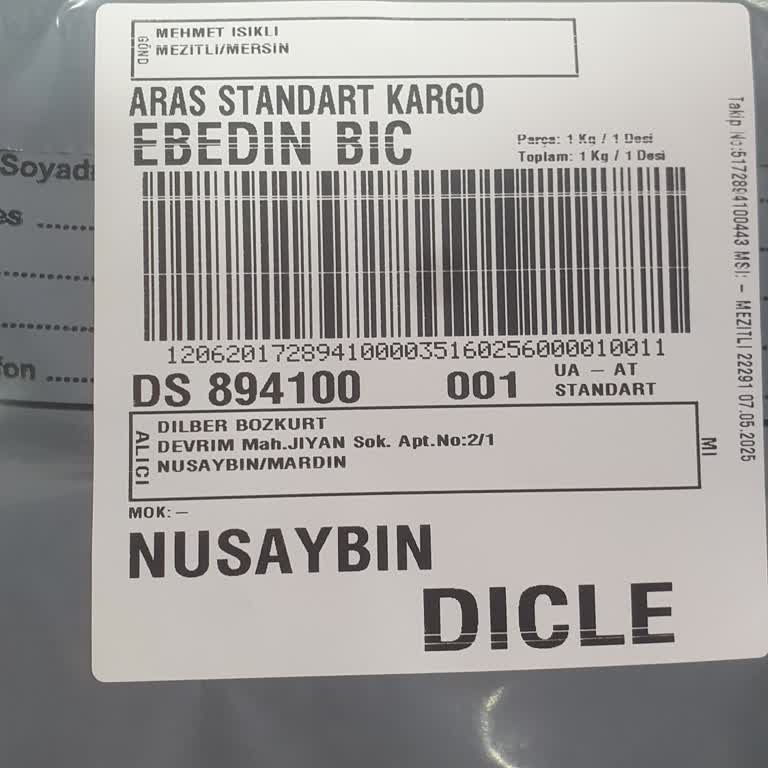 GÖND
MEHMET ISIKLI
MEZITLI/MERSIN
ARAS STANDART KARGO
EBEDIN BIC
Parça: 1 Kg / 1 Desi
Toplam: 1 Kg / 1 Desi
12062017289410000351602560000010011
DS 894100 001 UA – AT
STANDART
ALICI
DILBER BOZKURT
DEVRIM Mah.JIYAN Sok. Apt.No:2/1
NUSAYBIN/MARDIN
MI
MOK: –
NUSAYBIN
DICLE
Takip No:5172894100443 MSI: – MEZITLI 22291 07.05.2025
Soyadı
es ........
............
............
fon .......